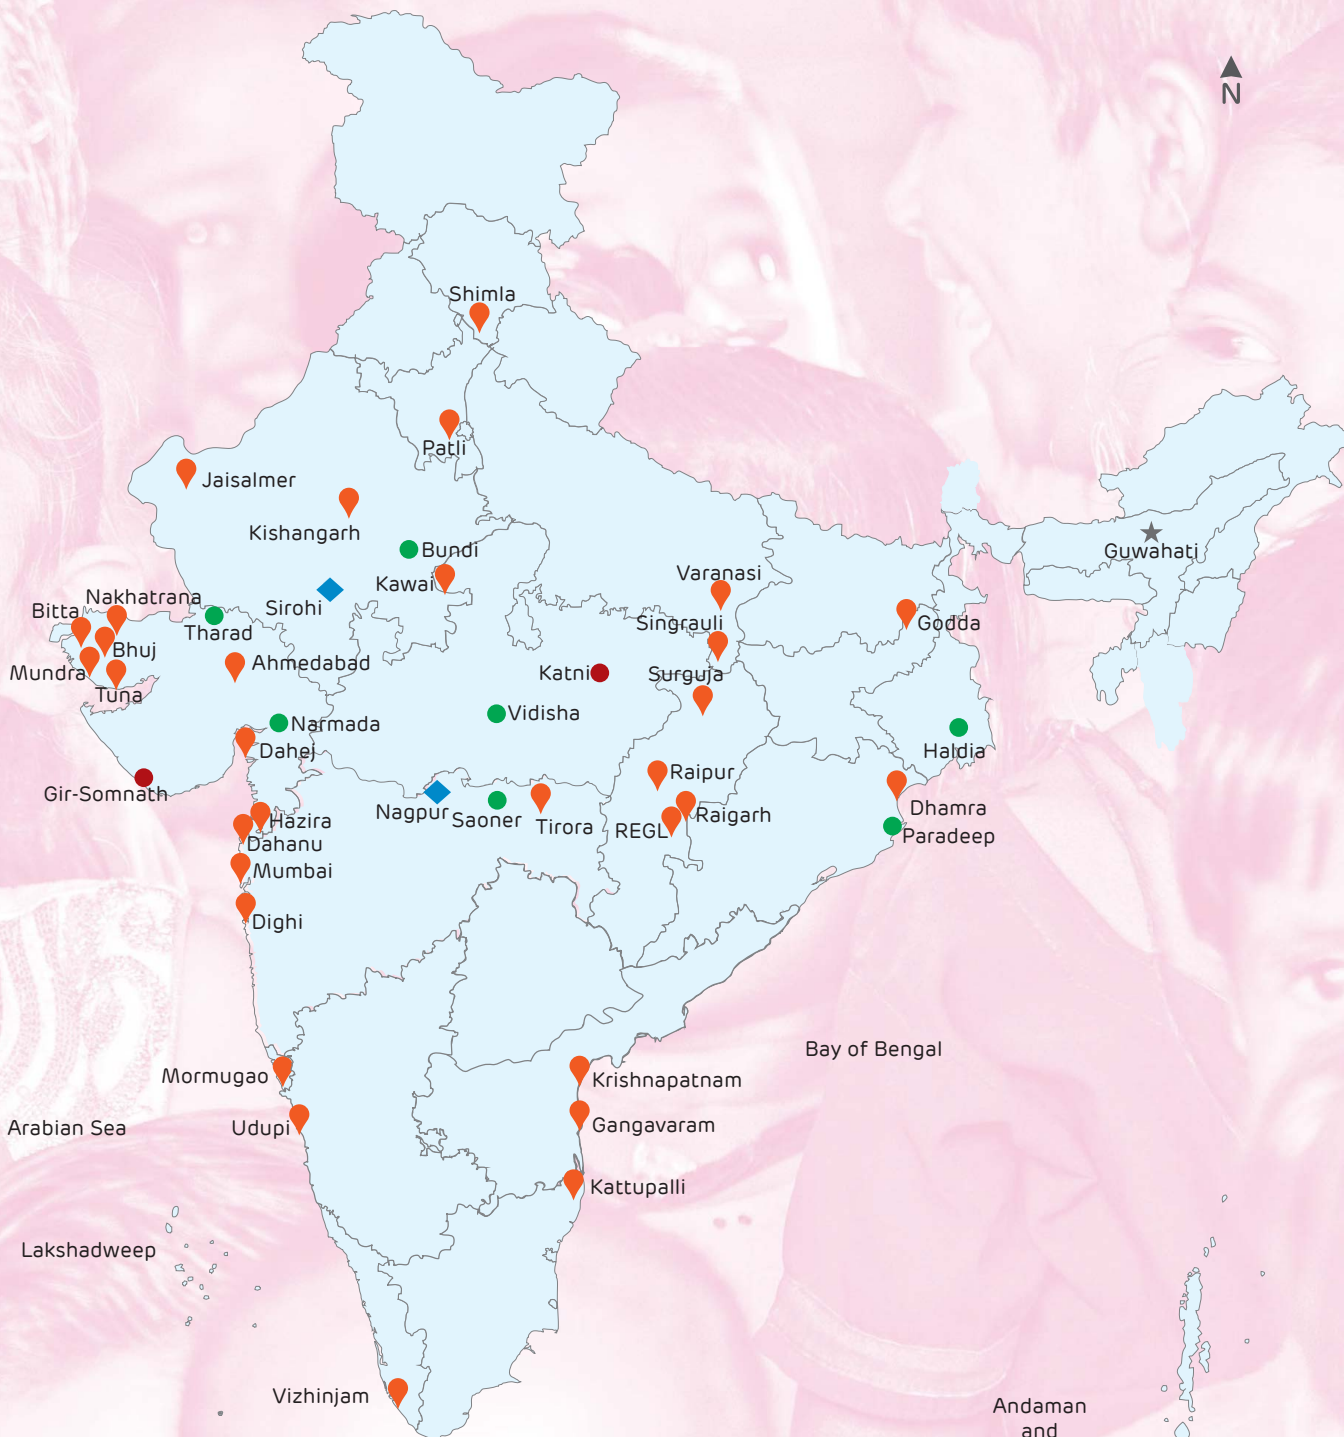 N
Shimla
Patli
Jaisalmer
Kishangarh
Bundi
Guwahati
Kawai
Varanasi
Nakhatrana
Sirohi
Bitta
Tharad
Singrauli
Godda
Bhuj
Ahmedabad
Mundra
Katni
Surguja
Tuna
Narmada
Vidisha
Dahej
Haldia
Raipur
Gir-Somnath
Nagpur
Saoner
Tirora
Hazira
REGL
Raigarh
Dhamra
Dahanu
Paradeep
Mumbai
Dighi
Bay of Bengal
Mormugao
Krishnapatnam
Arabian Sea
Udupi
Gangavaram
Kattupalli
Lakshadweep
Vizhinjam
Andaman
and